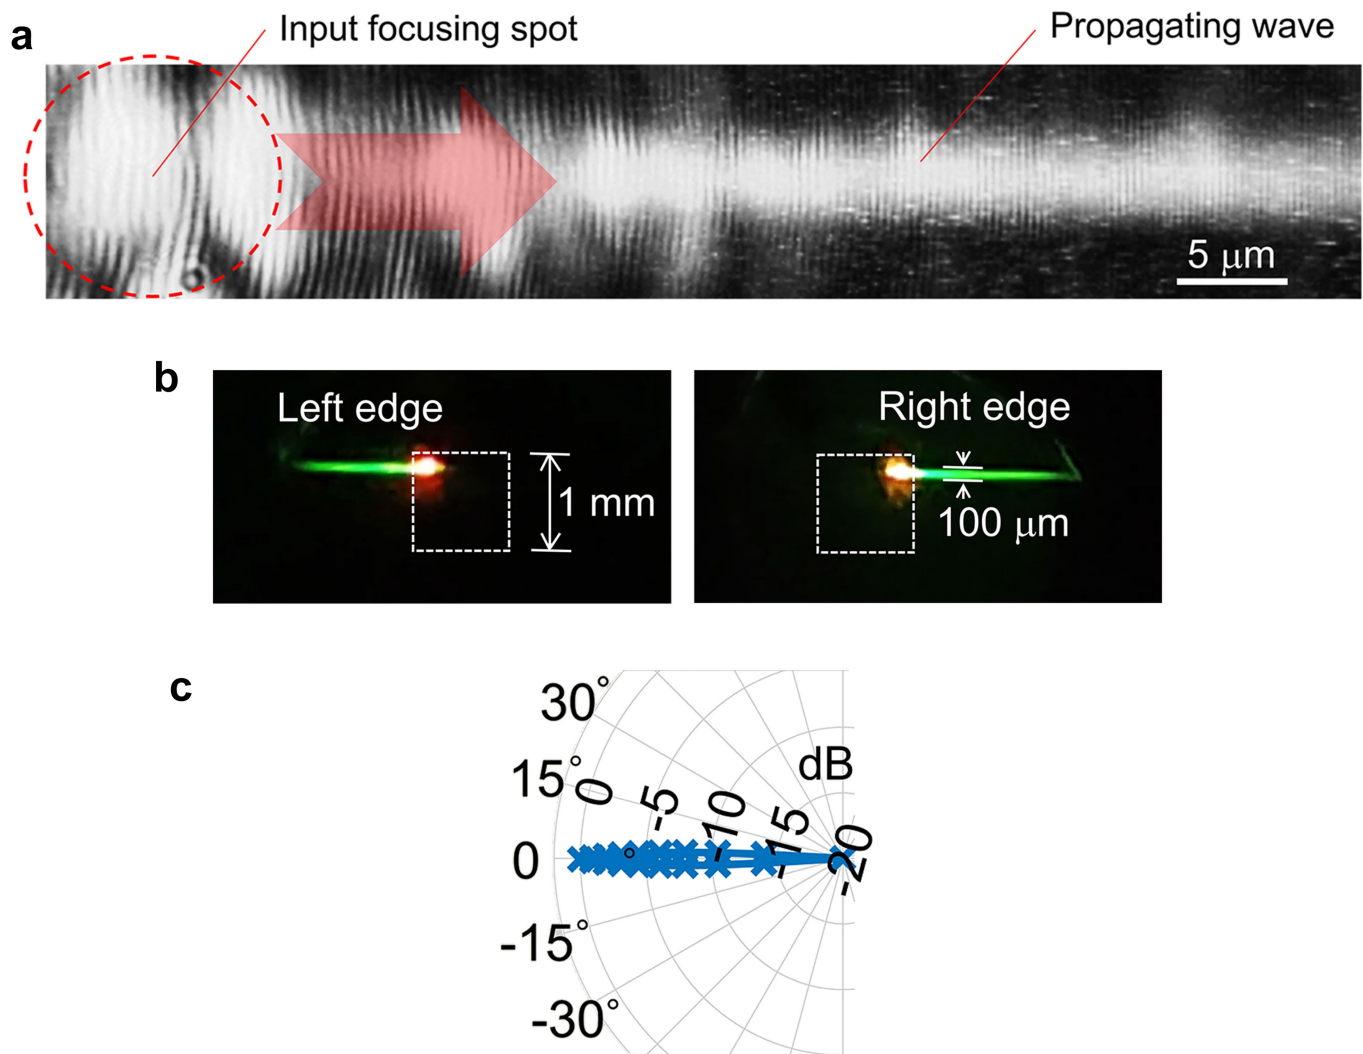 a
Input focusing spot
Propagating wave
5 μm
b
Left edge
1 mm
Right edge
100 μm
c
30°
15°
0
-5
-10
-15
-20
dB
0°
-15°
-30°